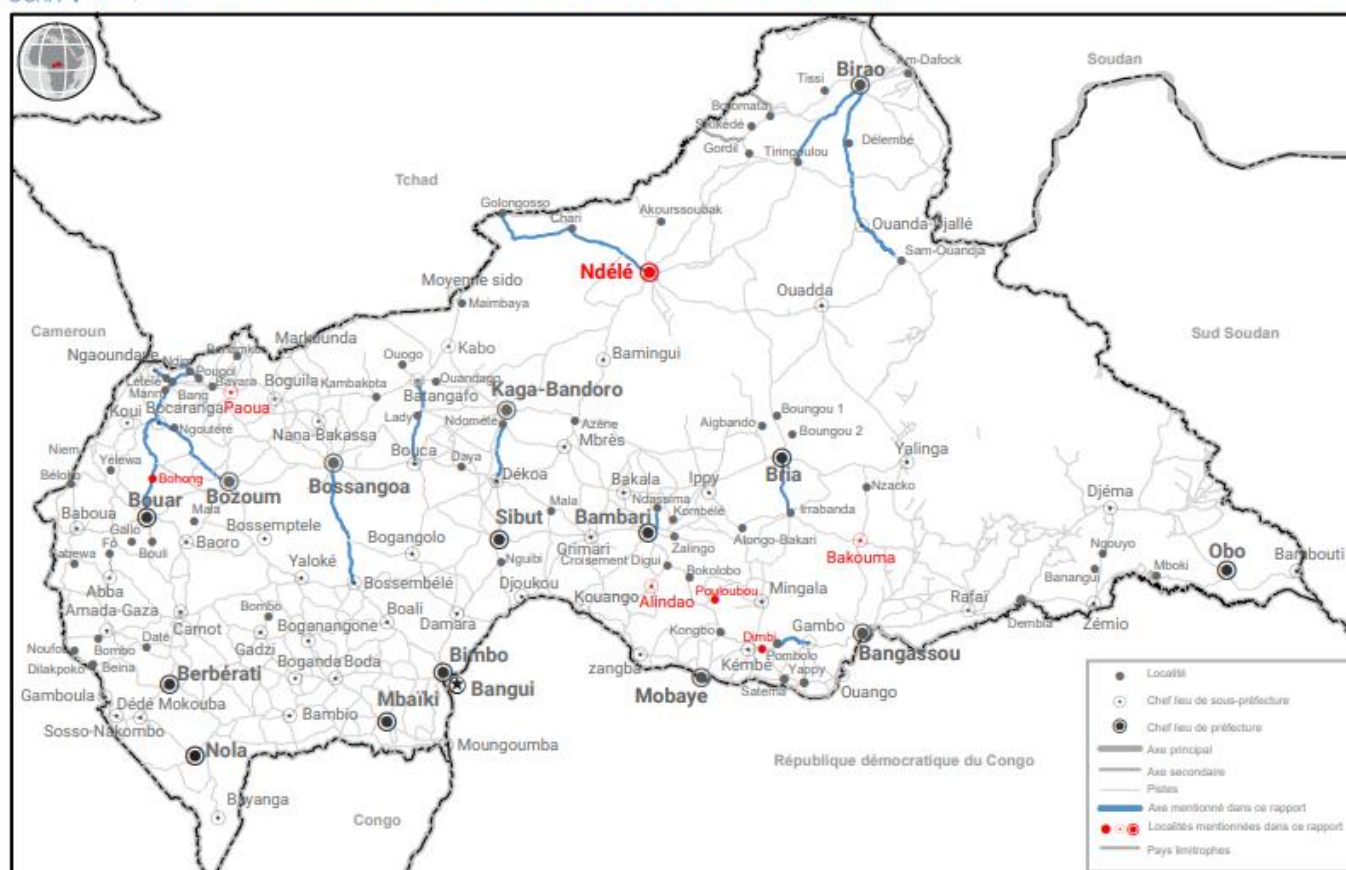 Soudan
Am-Dafock
Birao
Tissi
Boromata
Sikikédé
Délembé
Gordil
Tiringoulou
Tchad
Golongosso
Akourssoubak
Chari
Ouanda-Djallé
Sam-Ouandja
Ndélé
Moyenne sido
Maimbaya
Ouadda
Cameroun
Sud Soudan
Markounda
Ngaoundaye
Ndim
Kabo
Bamingui
Ouogo
Pougol
Létélé
Bayara
Boguila
Kambakota
Ouandago
Mann
Bang
Batangafo
Kaga-Bandoro
Bocaranga
Paoua
Koui
Lady
Ndomété
Azène
Boungou 1
Aigbando
Boungou 2
Ngoutéré
Nana-Bakassa
Mbrès
Yalinga
Niem
Yelewa
Bouca
Daya
Béloko
Bohong
Dékoa
Bria
Bozoum
Bossangoa
Bakala
Ippy
Nzacko
Bouar
Mala
Mala
Ndassima
Kombélé
Irrabanda
Djéma
Baboua
Gallo
Bossemptele
Sibut
Bambari
Fô
Bouli
Baoro
Bogangolo
Grimari
Zalingo
Alongo-Bakari
Ngouyo
Obo
Gabewa
Yaloké
Nguibi
Croisement Digui
Bakouma
Bambouti
Bokolobo
Banangui
Mboki
Abba
Bossembélé
Djoukou
Kouango
Alindao
Pouloubou
Mingala
Amada-Gaza
Bombo
Boali
Damara
Rafaï
Carnot
Bogenangone
Gambo
Dembia
Zémio
Noufou
Daté
Gadzi
Kongbo
Dimbi
Bombo
Pombolo
Dilakpoko
Beina
Boganda
Boda
Bimbo
zangba
Kémbé
Bangassou
Yappy
Gamboula
Berbérati
Bangui
Mobaye
Satema
Ouango
Dédé Mokouba
Mbaïki
Sosso-Nakombo
Bambio
Nola
Moungoumba
République démocratique du Congo
Bayanga
Congo
Localité
Chef lieu de sous-préfecture
Chef lieu de préfecture
Axe principal
Axe secondaire
Pistes
Axe mentionné dans ce rapport
Localités mentionnées dans ce rapport
Pays limitrophes